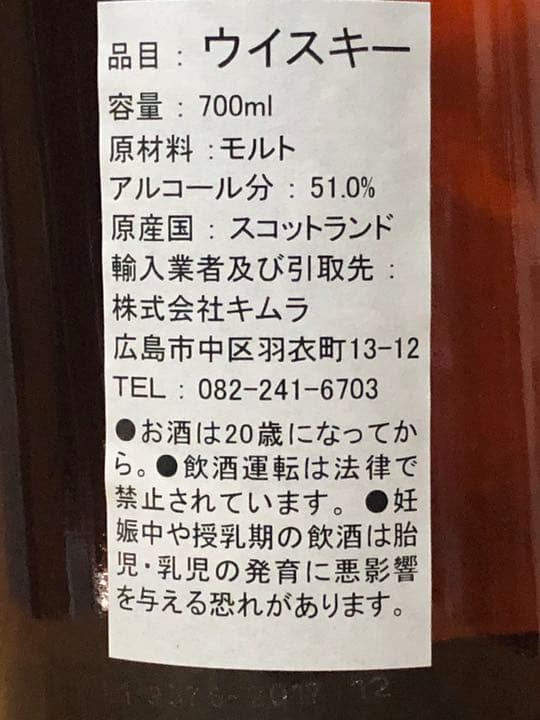 品目 : ウイスキー
容量 : 700ml
原材料 : モルト
アルコール分 : 51.0%
原産国 : スコットランド
輸入業者及び引取先 :
株式会社キムラ
広島市中区羽衣町13-12
TEL : 082-241-6703
●お酒は20歳になってか
ら。●飲酒運転は法律で
禁止されています。●妊
娠中や授乳期の飲酒は胎
児・乳児の発育に悪影響
を与える恐れがあります。